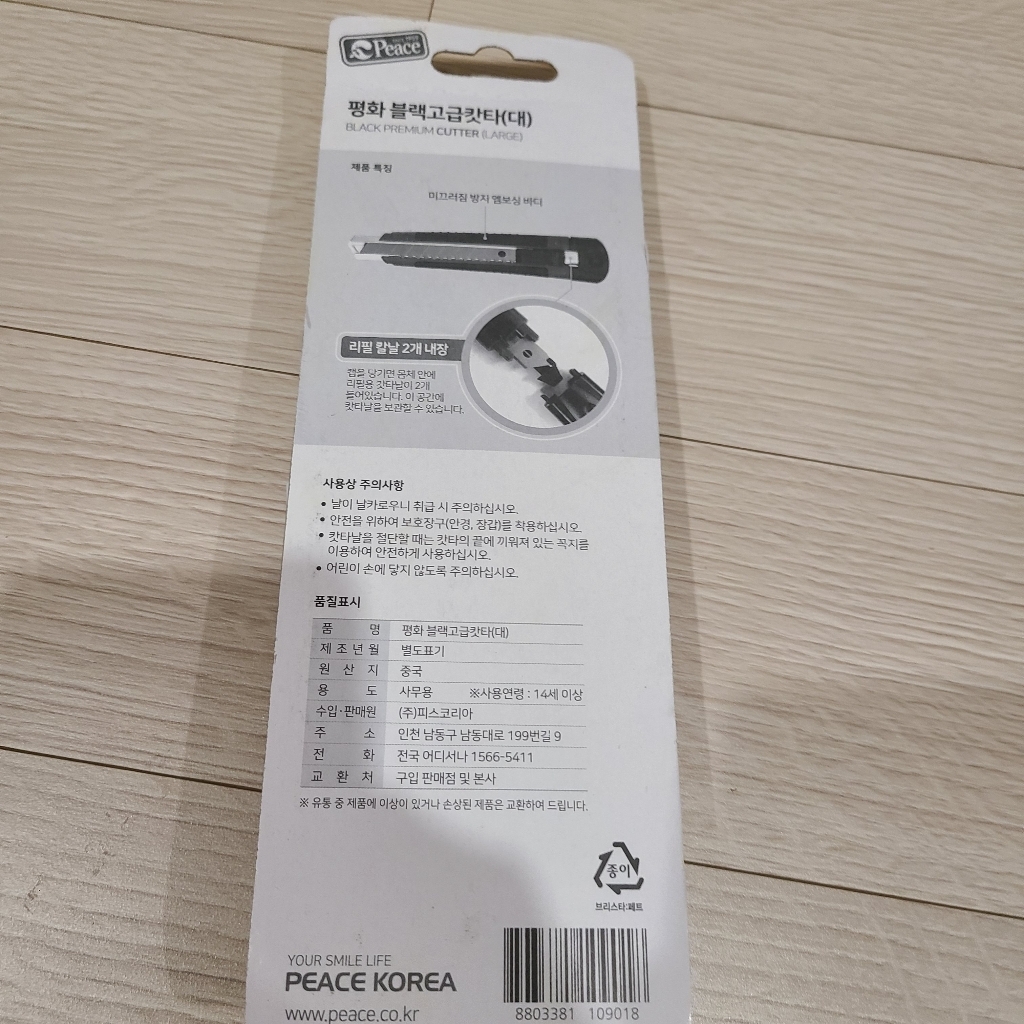 Peace
평화 블랙고급캇타(대)
BLACK PREMIUM CUTTER (LARGE)
제품 특징
미끄러짐 방지 엠보싱 바디
리필 칼날 2개 내장
캡을 당기면 몸체 안에
리필용 캇타날이 2개
들어있습니다. 이 공간에
캇타날을 보관할 수 있습니다.
사용상 주의사항
• 날이 날카로우니 취급 시 주의하십시오.
• 안전을 위하여 보호장구(안경, 장갑)를 착용하십시오.
• 캇타날을 절단할 때는 캇타의 끝에 끼워져 있는 꼭지를
이용하여 안전하게 사용하십시오.
• 어린이 손에 닿지 않도록 주의하십시오.
품질표시
품 명 평화 블랙고급캇타(대)
제조년월 별도표기
원산지 중국
용 도 사무용 ※사용연령 : 14세 이상
수입·판매원 (주)피스코리아
주 소 인천 남동구 남동대로 199번길 9
전 화 전국 어디서나 1566-5411
교환처 구입 판매점 및 본사
※ 유통 중 제품에 이상이 있거나 손상된 제품은 교환하여 드립니다.
종이
브리스타:페트
YOUR SMILE LIFE
PEACE KOREA
www.peace.co.kr
8803381 109018